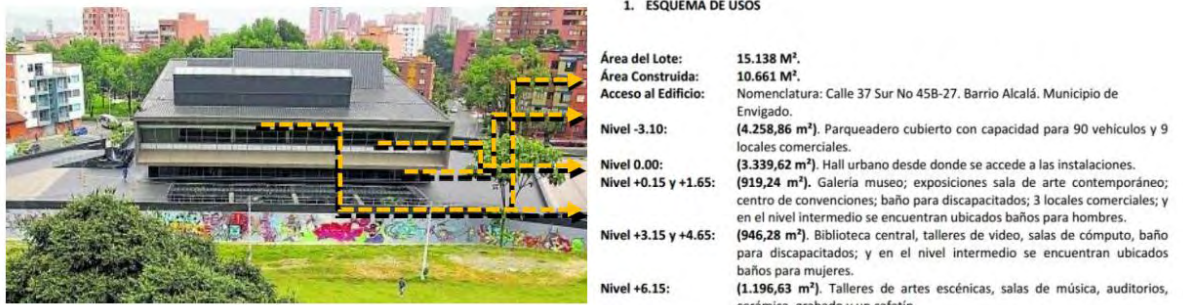 1. ESQUEMA DE USOS
Área del Lote: 15.138 M².
Área Construida: 10.661 M².
Acceso al Edificio: Nomenclatura: Calle 37 Sur No 45B-27. Barrio Alcalá. Municipio de
Envigado.
Nivel -3.10: (4.258,86 m²). Parqueadero cubierto con capacidad para 90 vehículos y 9
locales comerciales.
Nivel 0.00: (3.339,62 m²). Hall urbano desde donde se accede a las instalaciones.
Nivel +0.15 y +1.65: (919,24 m²). Galería museo; exposiciones sala de arte contemporáneo;
centro de convenciones; baño para discapacitados; 3 locales comerciales; y
en el nivel intermedio se encuentran ubicados baños para hombres.
Nivel +3.15 y +4.65: (946,28 m²). Biblioteca central, talleres de video, salas de cómputo, baño
para discapacitados; y en el nivel intermedio se encuentran ubicados
baños para mujeres.
Nivel +6.15: (1.196,63 m²). Talleres de artes escénicas, salas de música, auditorios,